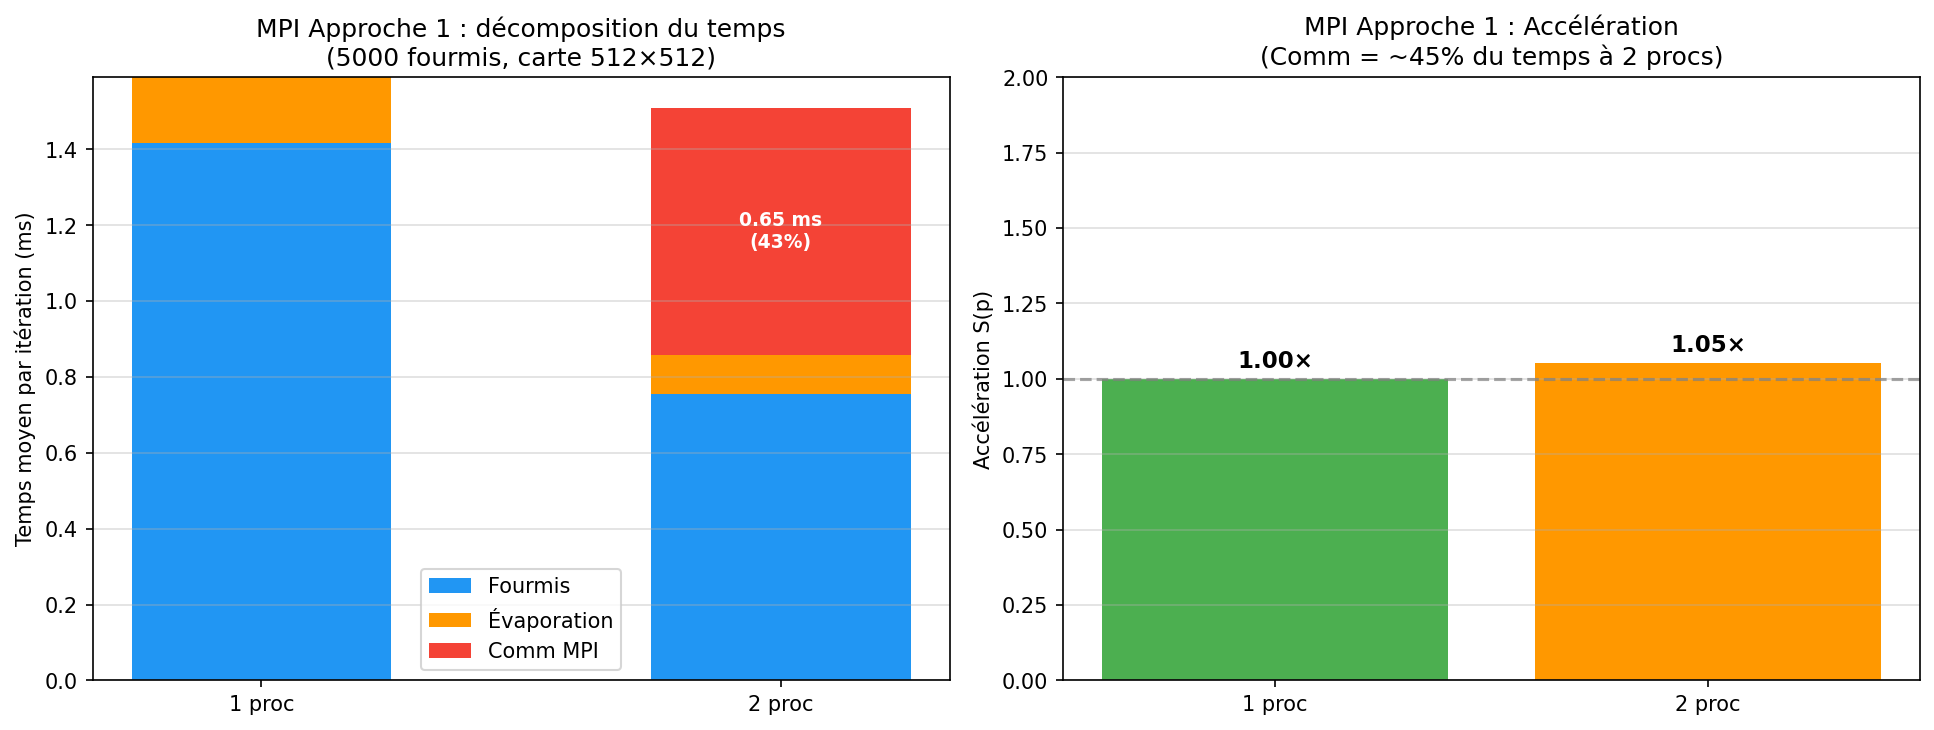 MPI Approche 1 : décomposition du temps
(5000 fourmis, carte 512×512)
Temps moyen par itération (ms)
1.4
1.2
1.0
0.8
0.6
0.4
0.2
0.0
0.65 ms
(43%)
Fourmis
Évaporation
Comm MPI
1 proc
2 proc
MPI Approche 1 : Accélération
(Comm = ~45% du temps à 2 procs)
Accélération S(p)
2.00
1.75
1.50
1.25
1.00
0.75
0.50
0.25
0.00
1.00×
1.05×
1 proc
2 proc